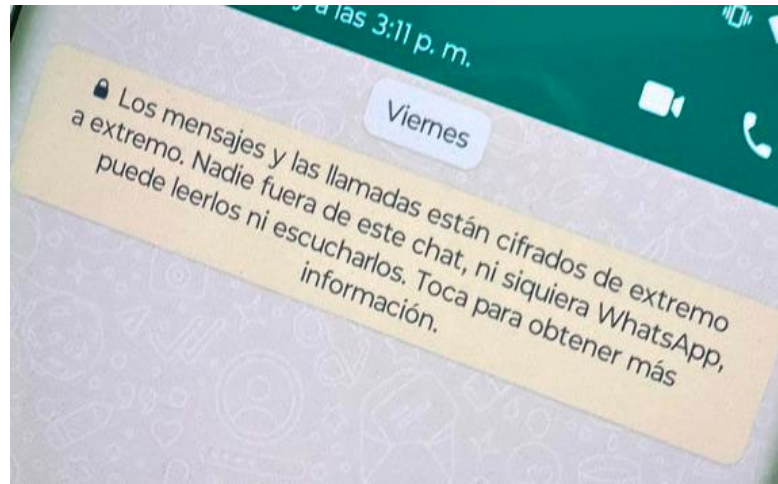 a las 3:11 p. m.
Viernes
Los mensajes y las llamadas están cifrados de extremo
a extremo. Nadie fuera de este chat, ni siquiera WhatsApp,
puede leerlos ni escucharlos. Toca para obtener más
información.